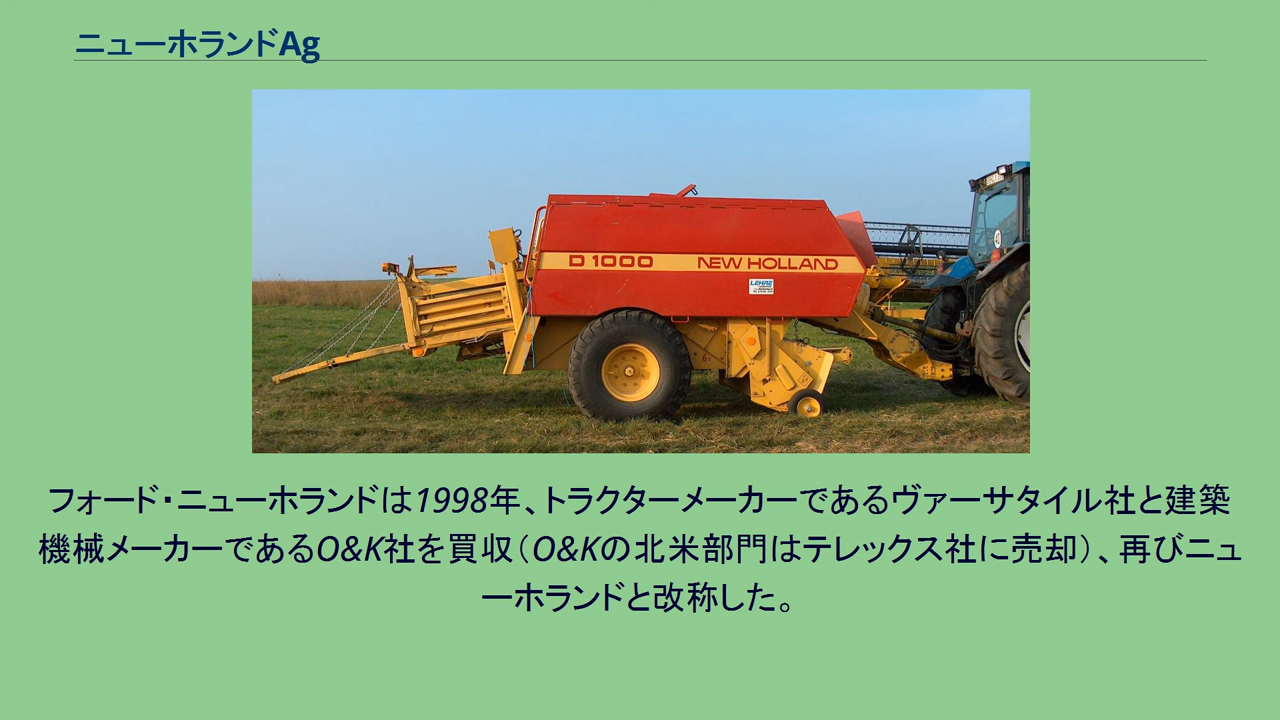 ニューホランドAg
D 1000 NEW HOLLAND
LEHRE
フォード・ニューホランドは1998年、トラクターメーカーであるヴァーサタイル社と建築
機械メーカーであるO&K社を買収（O&Kの北米部門はテレックス社に売却）、再びニュ
ーホランドと改称した。